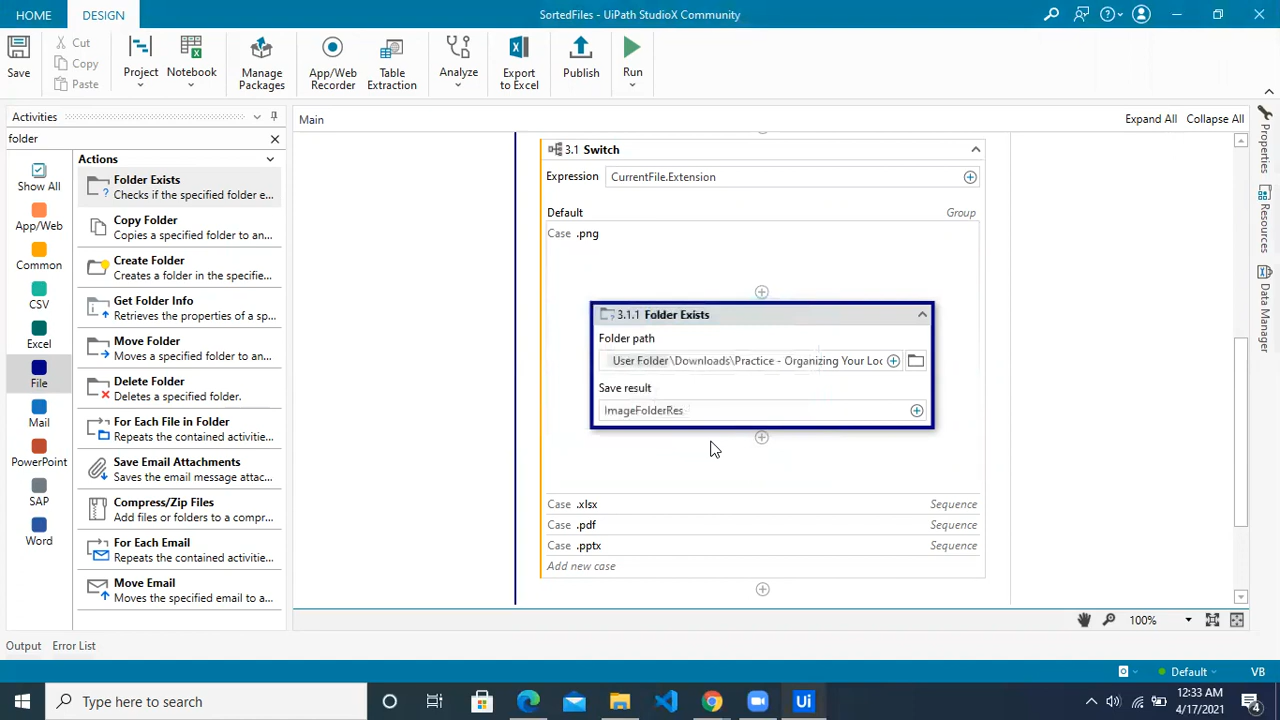 HOME
DESIGN
SortedFiles - UiPath StudioX Community
Save
Cut
Copy
Paste
Project
Notebook
Manage Packages
App/Web Recorder
Table Extraction
Analyze
Export to Excel
Publish
Run
Activities
folder
Main
Expand All
Collapse All
Show All
App/Web
Common
CSV
Excel
File
Mail
PowerPoint
SAP
Word
Actions
Folder Exists
Checks if the specified folder e...
Copy Folder
Copies a specified folder to an...
Create Folder
Creates a folder in the specifie...
Get Folder Info
Retrieves the properties of a sp...
Move Folder
Moves a specified folder to an...
Delete Folder
Deletes a specified folder.
For Each File in Folder
Repeats the contained activitie...
Save Email Attachments
Saves the email message attac...
Compress/Zip Files
Add files or folders to a compr...
For Each Email
Repeats the contained activitie...
Move Email
Moves the specified email to a...
3.1 Switch
Expression CurrentFile.Extension
Default Group
Case .png
3.1.1 Folder Exists
Folder path
User Folder\Downloads\Practice - Organizing Your Loc
Save result
ImageFolderRes
Case .xlsx Sequence
Case .pdf Sequence
Case .pptx Sequence
Add new case
Properties
Resources
Data Manager
100%
Output
Error List
Default
VB
Type here to search
Ui
12:33 AM
4/17/2021
4